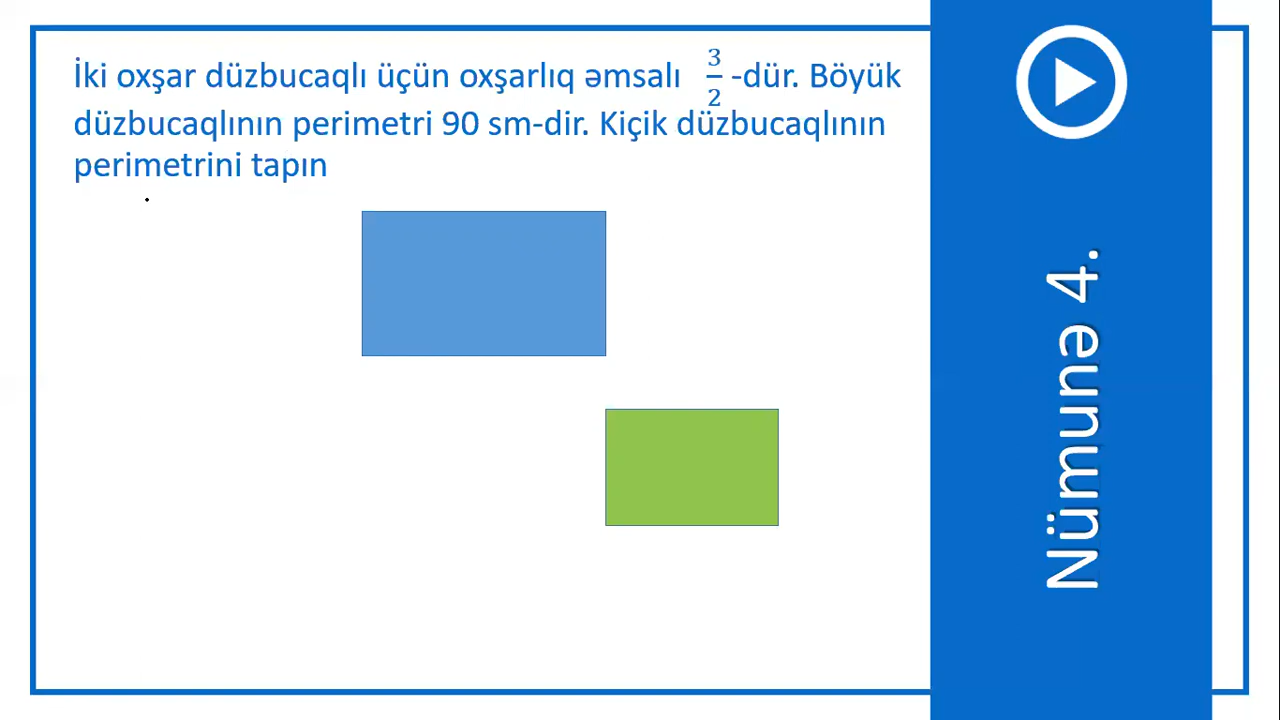 İki oxşar düzbucaqlı üçün oxşarlıq əmsalı 3/2 -dür. Böyük
düzbucaqlının perimetri 90 sm-dir. Kiçik düzbucaqlının
perimetrini tapın
Nümunə 4.